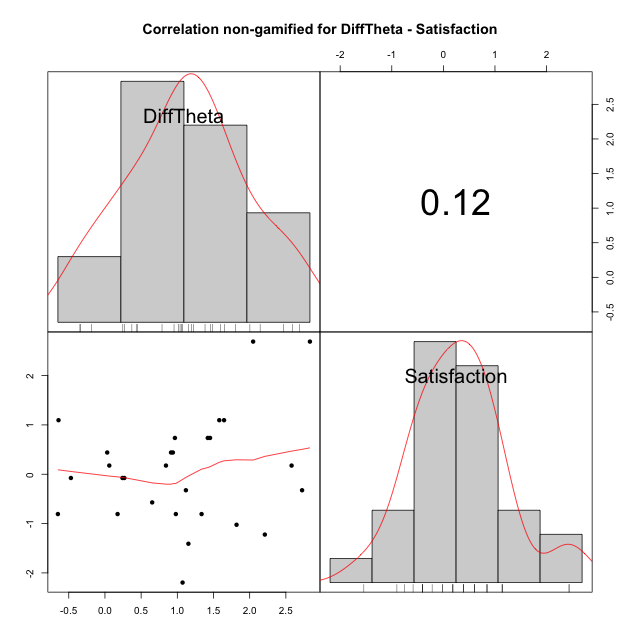 Correlation non-gamified for DiffTheta - Satisfaction
-2 -1 0 1 2
DiffTheta
0.12
-0.5 0.0 0.5 1.0 1.5 2.0 2.5
-2 -1 0 1 2
Satisfaction
-0.5 0.0 0.5 1.0 1.5 2.0 2.5